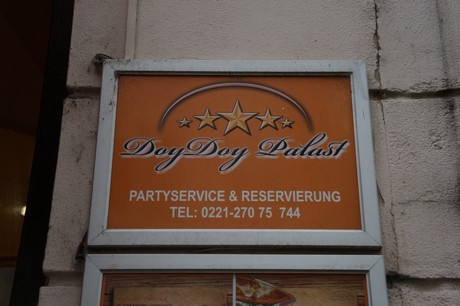 DoyDoy Palast
PARTYSERVICE & RESERVIERUNG
TEL: 0221-270 75 744